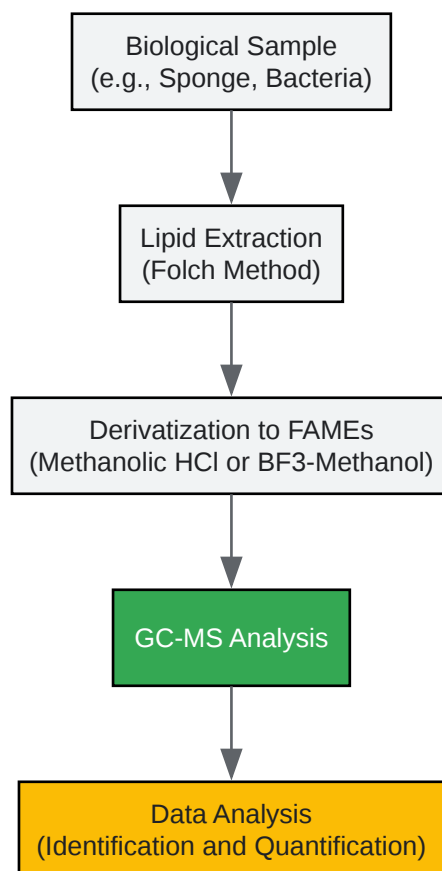 Biological Sample
(e.g., Sponge, Bacteria)
Lipid Extraction
(Folch Method)
Derivatization to FAMEs
(Methanolic HCl or BF3-Methanol)
GC-MS Analysis
Data Analysis
(Identification and Quantification)